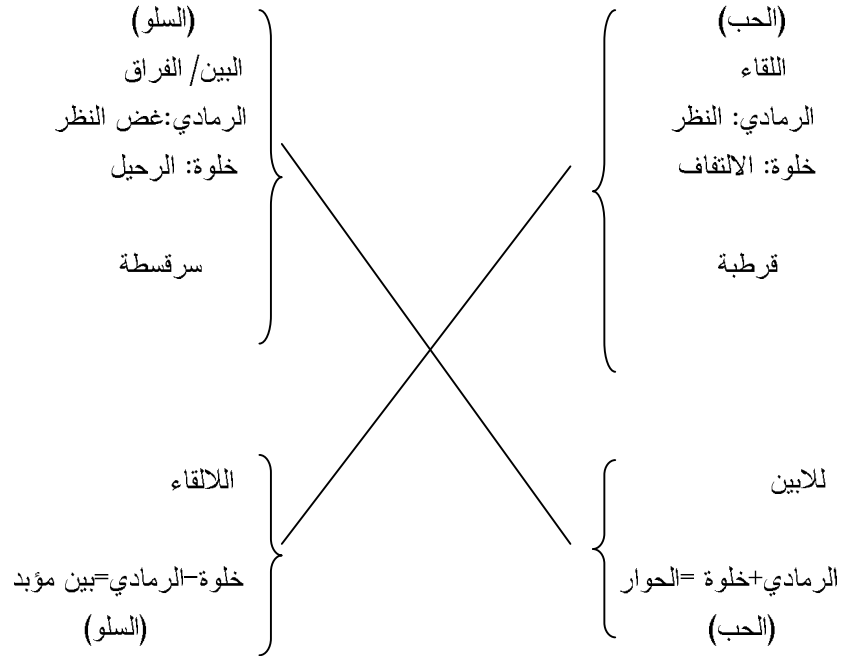 (الحب)
اللقاء
الرمادي: النظر
خلوة: الالتفاف
قرطبة
(السلو)
البين/ الفراق
الرمادي:غض النظر
خلوة: الرحيل
سرقسطة
للابين
الرمادي+خلوة =الحوار
(الحب)
اللالقاء
خلوة-الرمادي=بين مؤبد
(السلو)